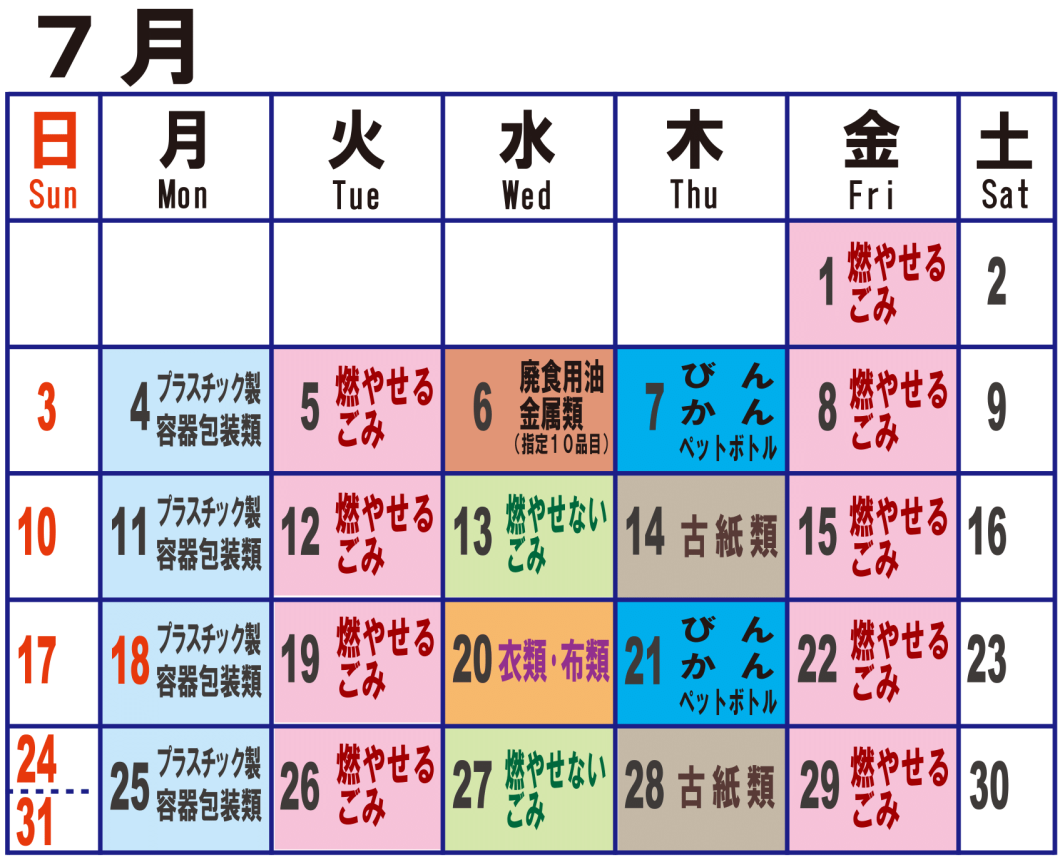 7月
日 月 火 水 木 金 土
Sun Mon Tue Wed Thu Fri Sat
1 燃やせる
ごみ
2
3
4 プラスチック製
容器包装類
5 燃やせる
ごみ
6 廃食用油
金属類
(指定10品目)
7 びん
かん
ペットボトル
8 燃やせる
ごみ
9
10
11 プラスチック製
容器包装類
12 燃やせる
ごみ
13 燃やせない
ごみ
14 古紙類
15 燃やせる
ごみ
16
17
18 プラスチック製
容器包装類
19 燃やせる
ごみ
20 衣類・布類
21 びん
かん
ペットボトル
22 燃やせる
ごみ
23
24
31
25 プラスチック製
容器包装類
26 燃やせる
ごみ
27 燃やせない
ごみ
28 古紙類
29 燃やせる
ごみ
30